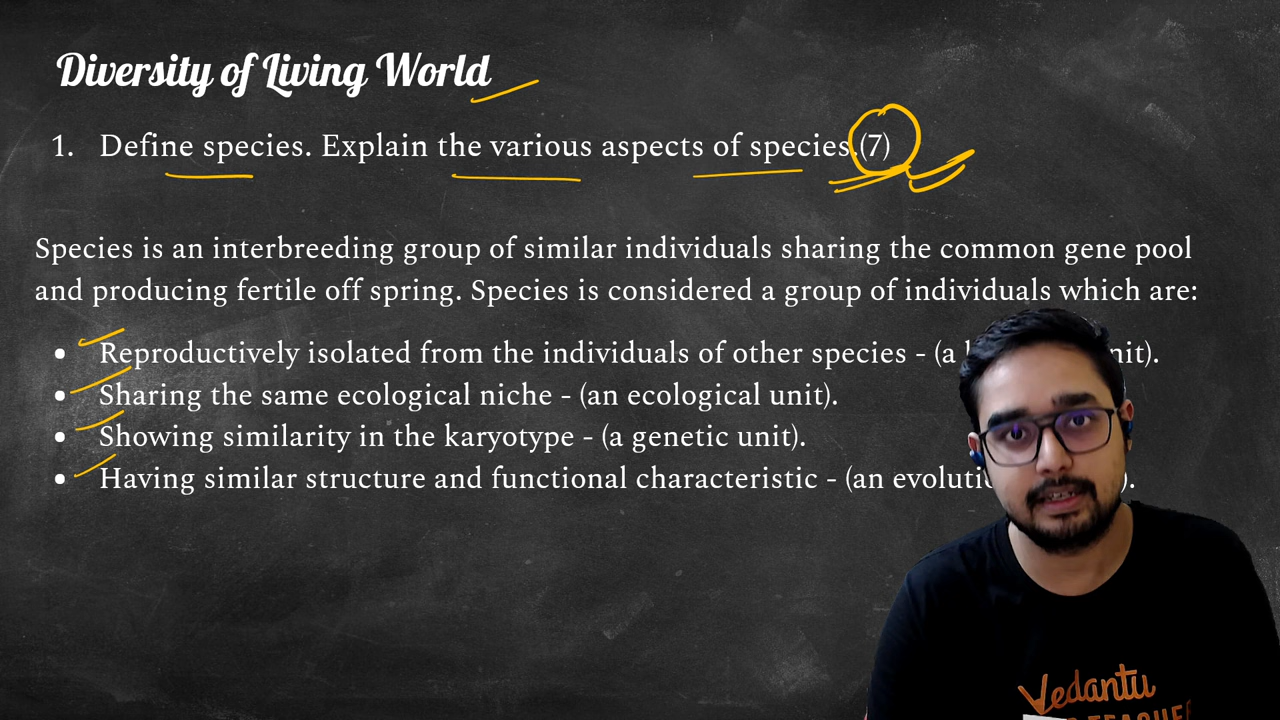 Diversity of Living World
1. Define species. Explain the various aspects of species.(7)
Species is an interbreeding group of similar individuals sharing the common gene pool
and producing fertile off spring. Species is considered a group of individuals which are:
• Reproductively isolated from the individuals of other species - (a
• Sharing the same ecological niche - (an ecological unit).
• Showing similarity in the karyotype - (a genetic unit).
• Having similar structure and functional characteristic - (an
Vedantu